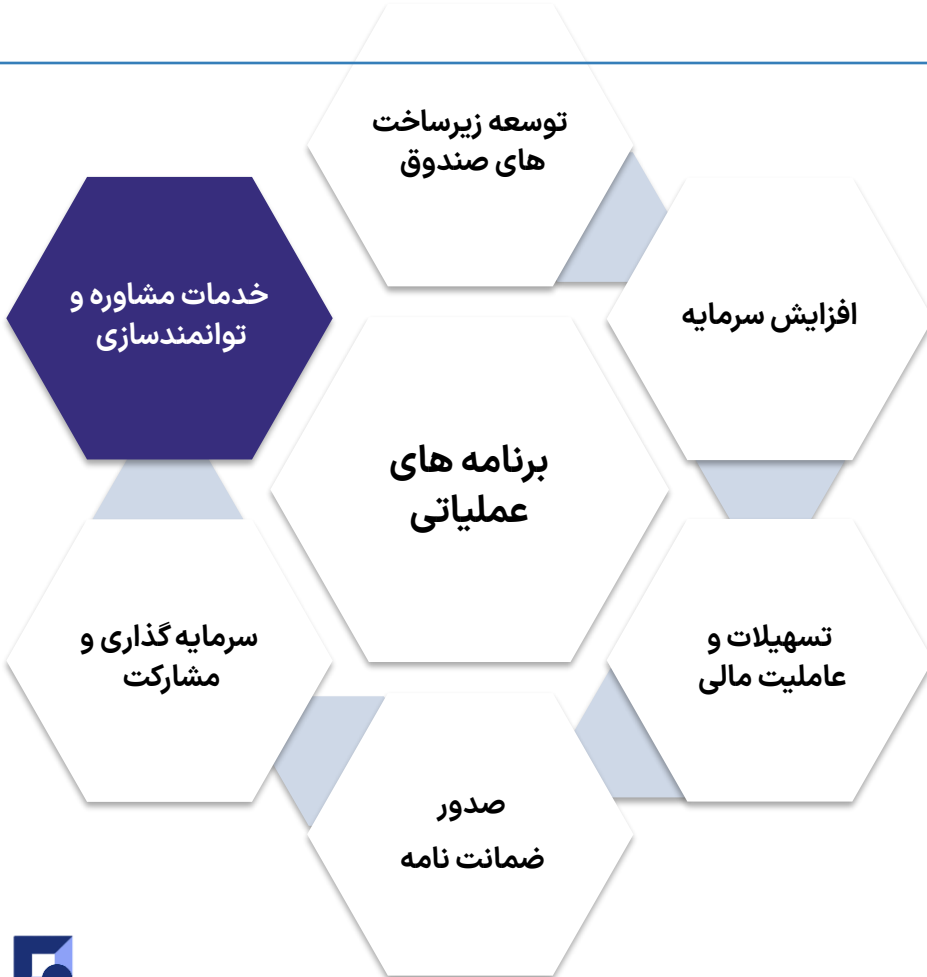 توسعه زیرساخت
های صندوق
افزایش سرمایه
خدمات مشاوره و
توانمندسازی
برنامه های
عملیاتی
تسهیلات و
عاملیت مالی
سرمایه گذاری و
مشارکت
صدور
ضمانت نامه